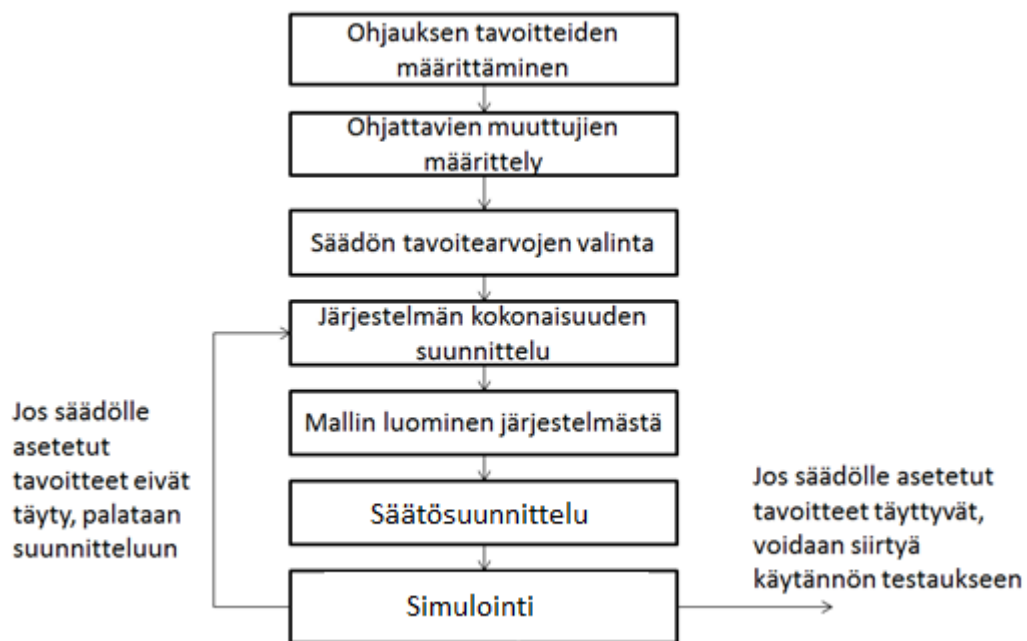 Ohjauksen tavoitteiden
määrittäminen
Ohjattavien muuttujien
määrittely
Säädön tavoitearvojen valinta
Järjestelmän kokonaisuuden
suunnittelu
Mallin luominen järjestelmästä
Säätösuunnittelu
Simulointi
Jos säädölle
asetetut
tavoitteet eivät
täyty, palataan
suunnitteluun
Jos säädölle asetetut
tavoitteet täyttyvät,
voidaan siirtyä
käytännön testaukseen